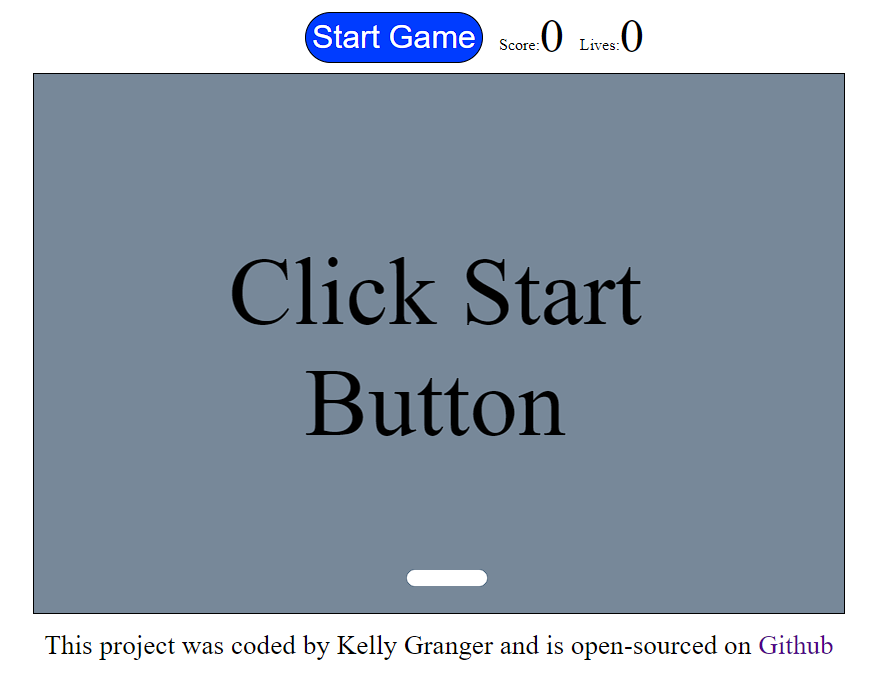 Start Game Score:0 Lives:0
Click Start
Button
This project was coded by Kelly Granger and is open-sourced on Github